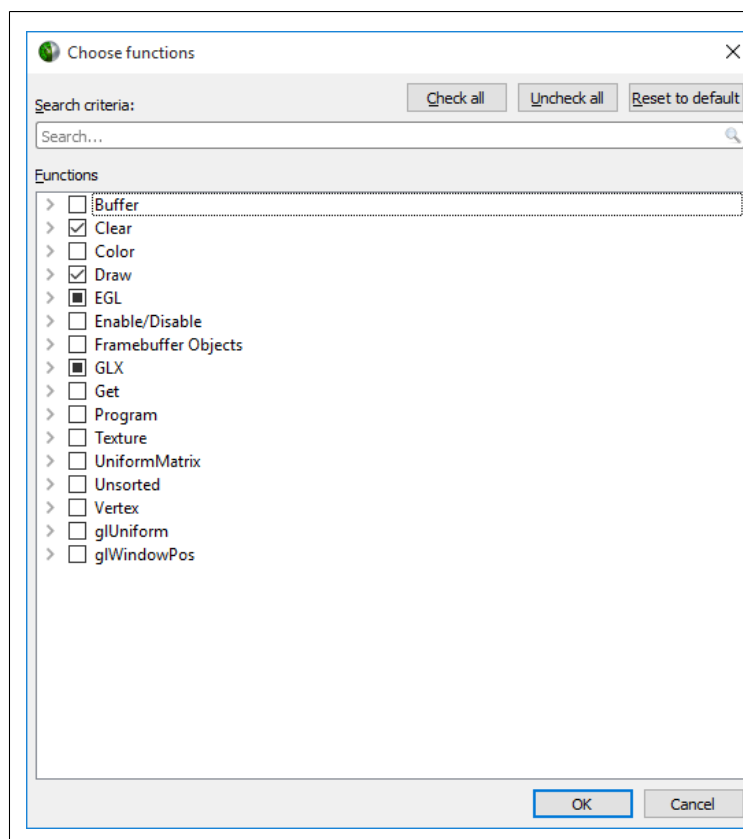 Choose functions
Search criteria:
Check all
Uncheck all
Reset to default
Search...
Functions
Buffer
Clear
Color
Draw
EGL
Enable/Disable
Framebuffer Objects
GLX
Get
Program
Texture
UniformMatrix
Unsorted
Vertex
glUniform
glWindowPos
OK
Cancel